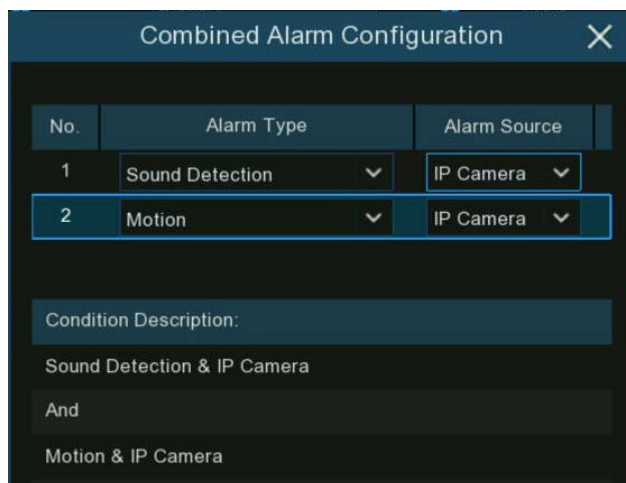 Combined Alarm Configuration
No. Alarm Type Alarm Source
1 Sound Detection IP Camera
2 Motion IP Camera
Condition Description:
Sound Detection & IP Camera
And
Motion & IP Camera